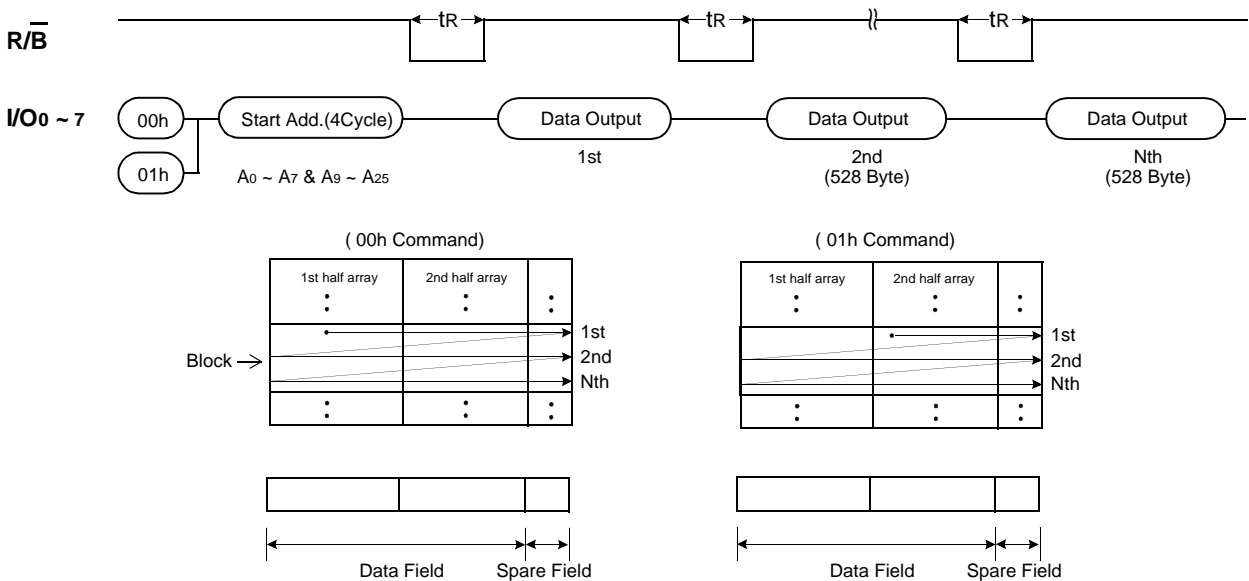 R/B
tR tR tR
I/O0 ~ 7
00h Start Add.(4Cycle) Data Output Data Output Data Output
01h
A0 ~ A7 & A9 ~ A25
1st
2nd
(528 Byte)
Nth
(528 Byte)
( 00h Command)
1st half array 2nd half array
Block
1st
2nd
Nth
Data Field Spare Field
( 01h Command)
1st half array 2nd half array
1st
2nd
Nth
Data Field Spare Field